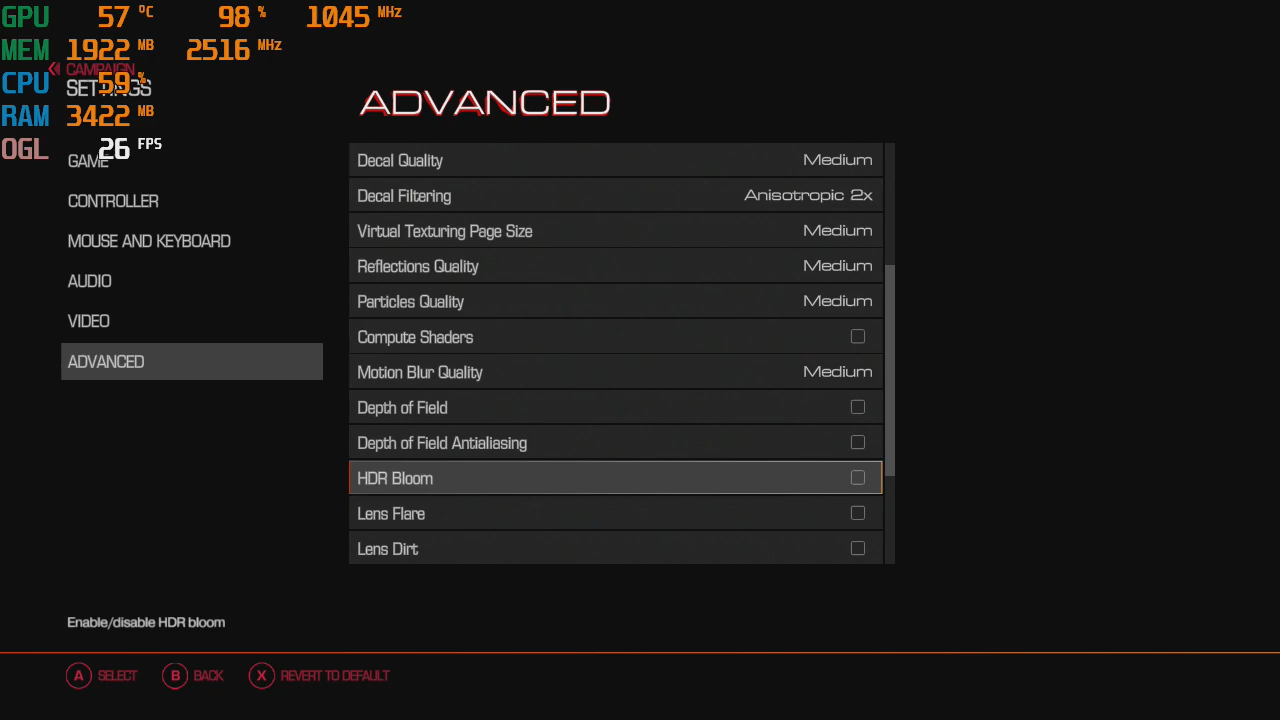 GPU 57 °C 98 % 1045 MHz
MEM 1922 MB 2516 MHz
CAMPAIGN
CPU 59 %
SETTINGS
RAM 3422 MB
OGL 26 FPS
ADVANCED
GAME
CONTROLLER
MOUSE AND KEYBOARD
AUDIO
VIDEO
ADVANCED
Decal Quality Medium
Decal Filtering Anisotropic 2x
Virtual Texturing Page Size Medium
Reflections Quality Medium
Particles Quality Medium
Compute Shaders
Motion Blur Quality Medium
Depth of Field
Depth of Field Antialiasing
HDR Bloom
Lens Flare
Lens Dirt
Enable/disable HDR bloom
A SELECT B BACK X REVERT TO DEFAULT